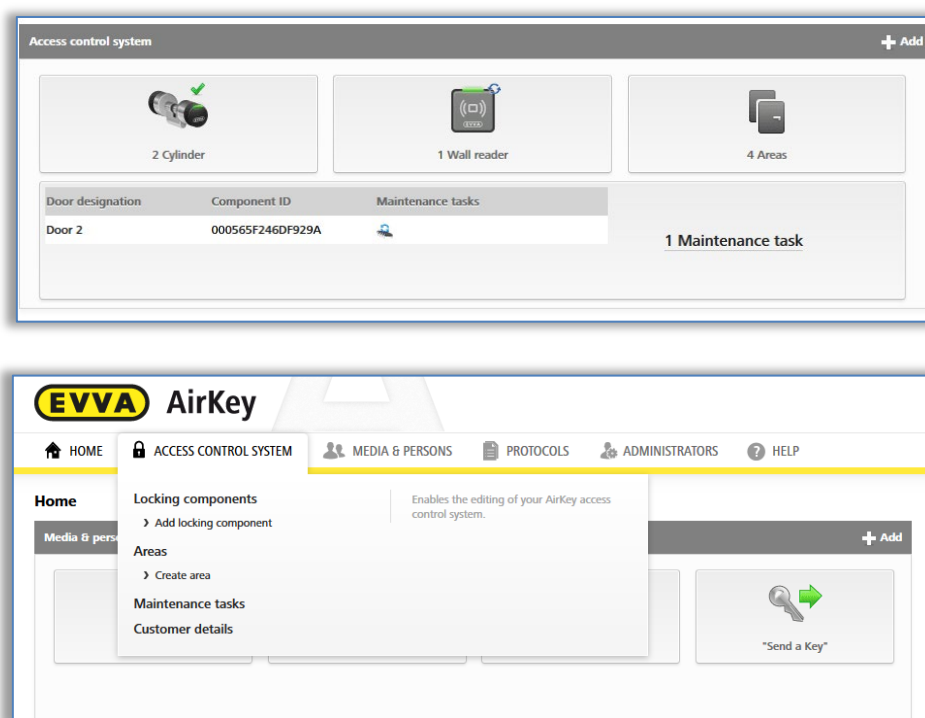 Access control system
Add
2 Cylinder
1 Wall reader
4 Areas
EVVA
Door designation Component ID Maintenance tasks
Door 2 000565F246DF929A
1 Maintenance task
EVVA AirKey
HOME ACCESS CONTROL SYSTEM MEDIA & PERSONS PROTOCOLS ADMINISTRATORS ? HELP
Home
Locking components
Add locking component
Areas
Create area
Maintenance tasks
Customer details
Enables the editing of your AirKey access
control system.
Media & pers
Add
"Send a Key"